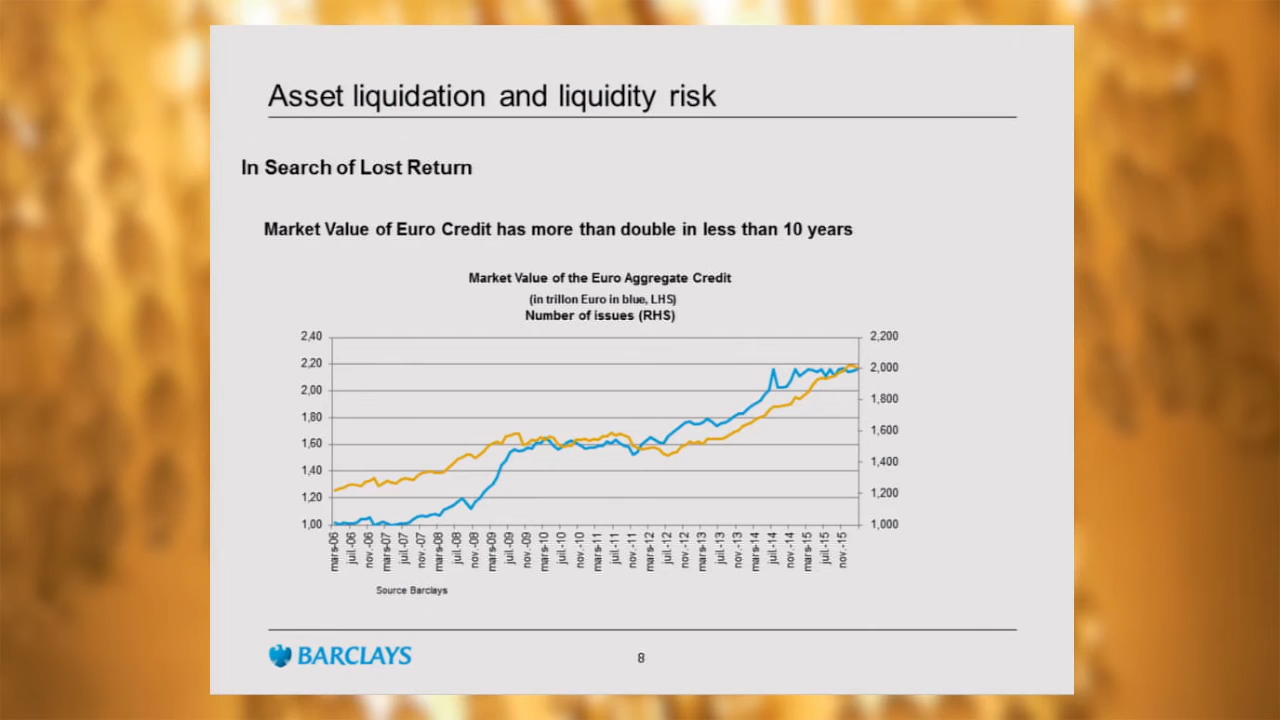 Asset liquidation and liquidity risk
In Search of Lost Return
Market Value of Euro Credit has more than double in less than 10 years
Market Value of the Euro Aggregate Credit
(in trillon Euro in blue, LHS)
Number of issues (RHS)
2,40
2,20
2,00
1,80
1,60
1,40
1,20
1,00
2,200
2,000
1,800
1,600
1,400
1,200
1,000
mars-06
juil.-06
nov.-06
mars-07
juil.-07
nov.-07
mars-08
juil.-08
nov.-08
mars-09
juil.-09
nov.-09
mars-10
juil.-10
nov.-10
mars-11
juil.-11
nov.-11
mars-12
juil.-12
nov.-12
mars-13
juil.-13
nov.-13
mars-14
juil.-14
nov.-14
mars-15
juil.-15
nov.-15
Source Barclays
BARCLAYS
8